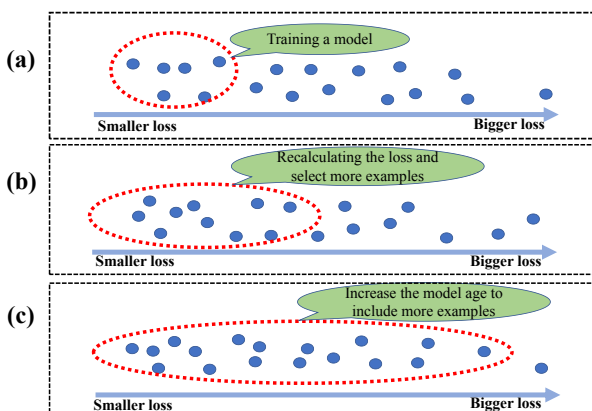 Training a model
(a)
Smaller loss Bigger loss
Recalculating the loss and
select more examples
(b)
Smaller loss Bigger loss
Increase the model age to
include more examples
(c)
Smaller loss Bigger loss